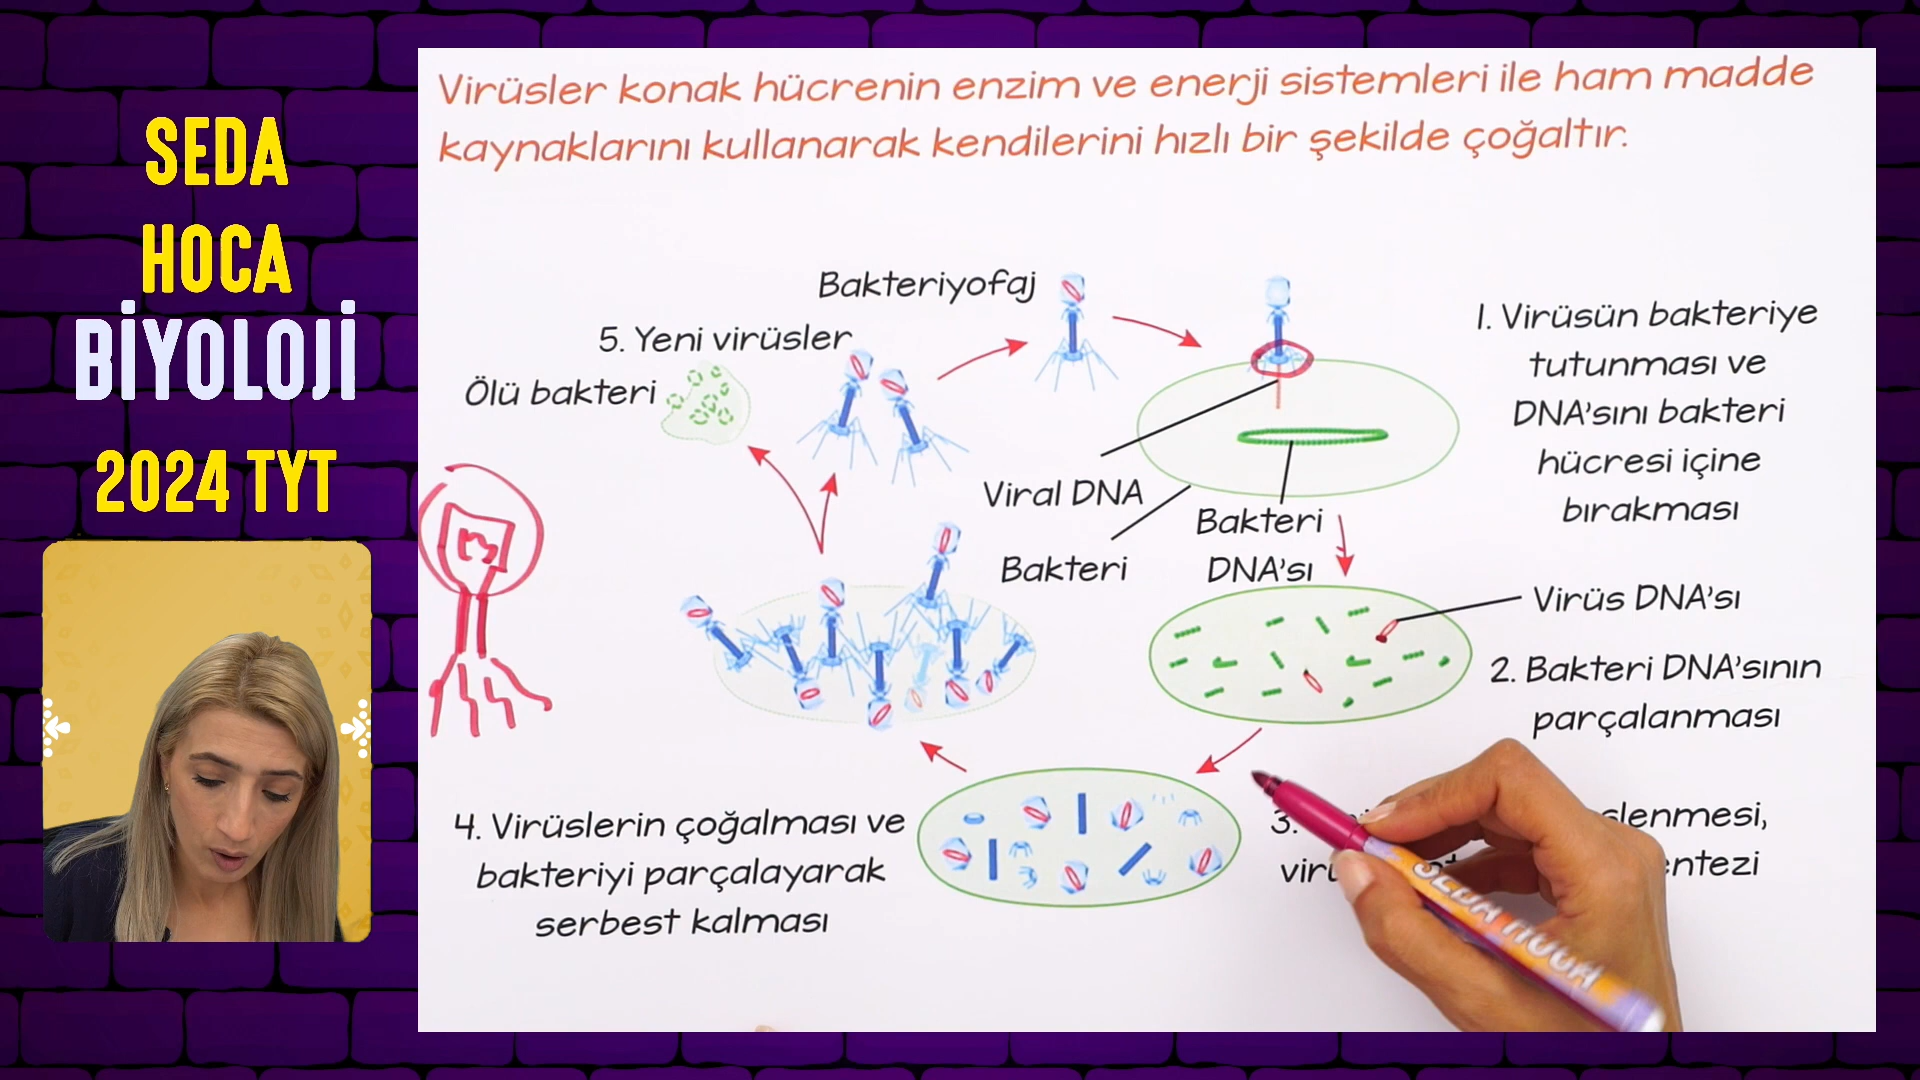 SEDA
HOCA
BİYOLOJİ
2024 TYT
Virüsler konak hücrenin enzim ve enerji sistemleri ile ham madde
kaynaklarını kullanarak kendilerini hızlı bir şekilde çoğaltır.
Bakteriyofaj
5. Yeni virüsler
Ölü bakteri
1. Virüsün bakteriye
tutunması ve
DNA'sını bakteri
hücresi içine
bırakması
Viral DNA
Bakteri
Bakteri
DNA'sı
Virüs DNA'sı
2. Bakteri DNA'sının
parçalanması
3.
4. Virüslerin çoğalması ve
bakteriyi parçalayarak
serbest kalması
SEDA HOCA